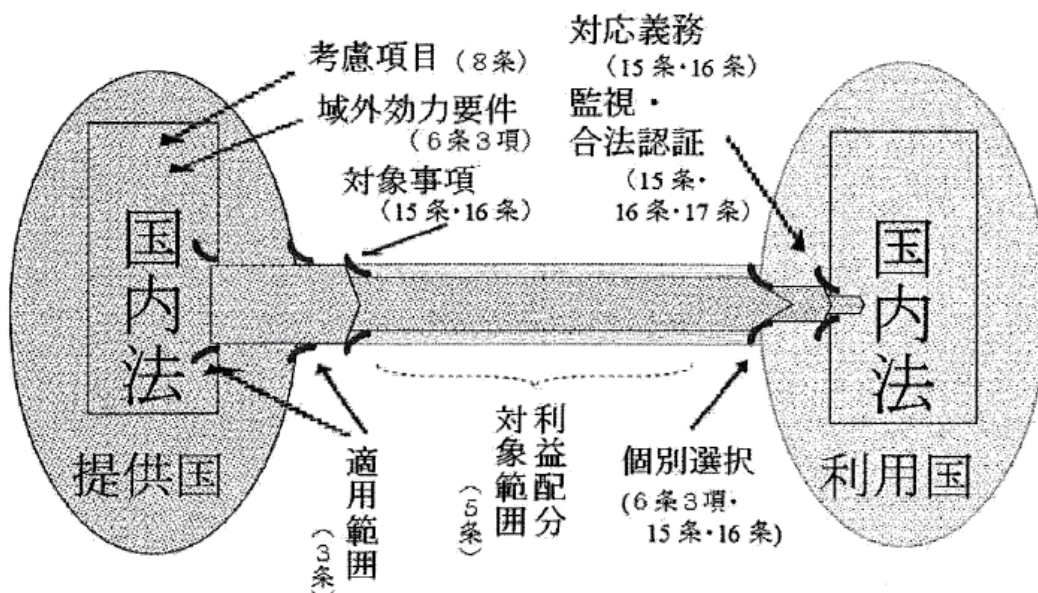 考慮項目（８条）
域外効力要件
（６条３項）
対象事項
（15条・16条）
対応義務
（15条・16条）
監視・
合法認証
（15条・
16条・17条）
国内法
提供国
適用範囲
（３条）
利益配分
対象範囲
（５条）
個別選択
(６条３項・
15条・16条)
国内法
利用国